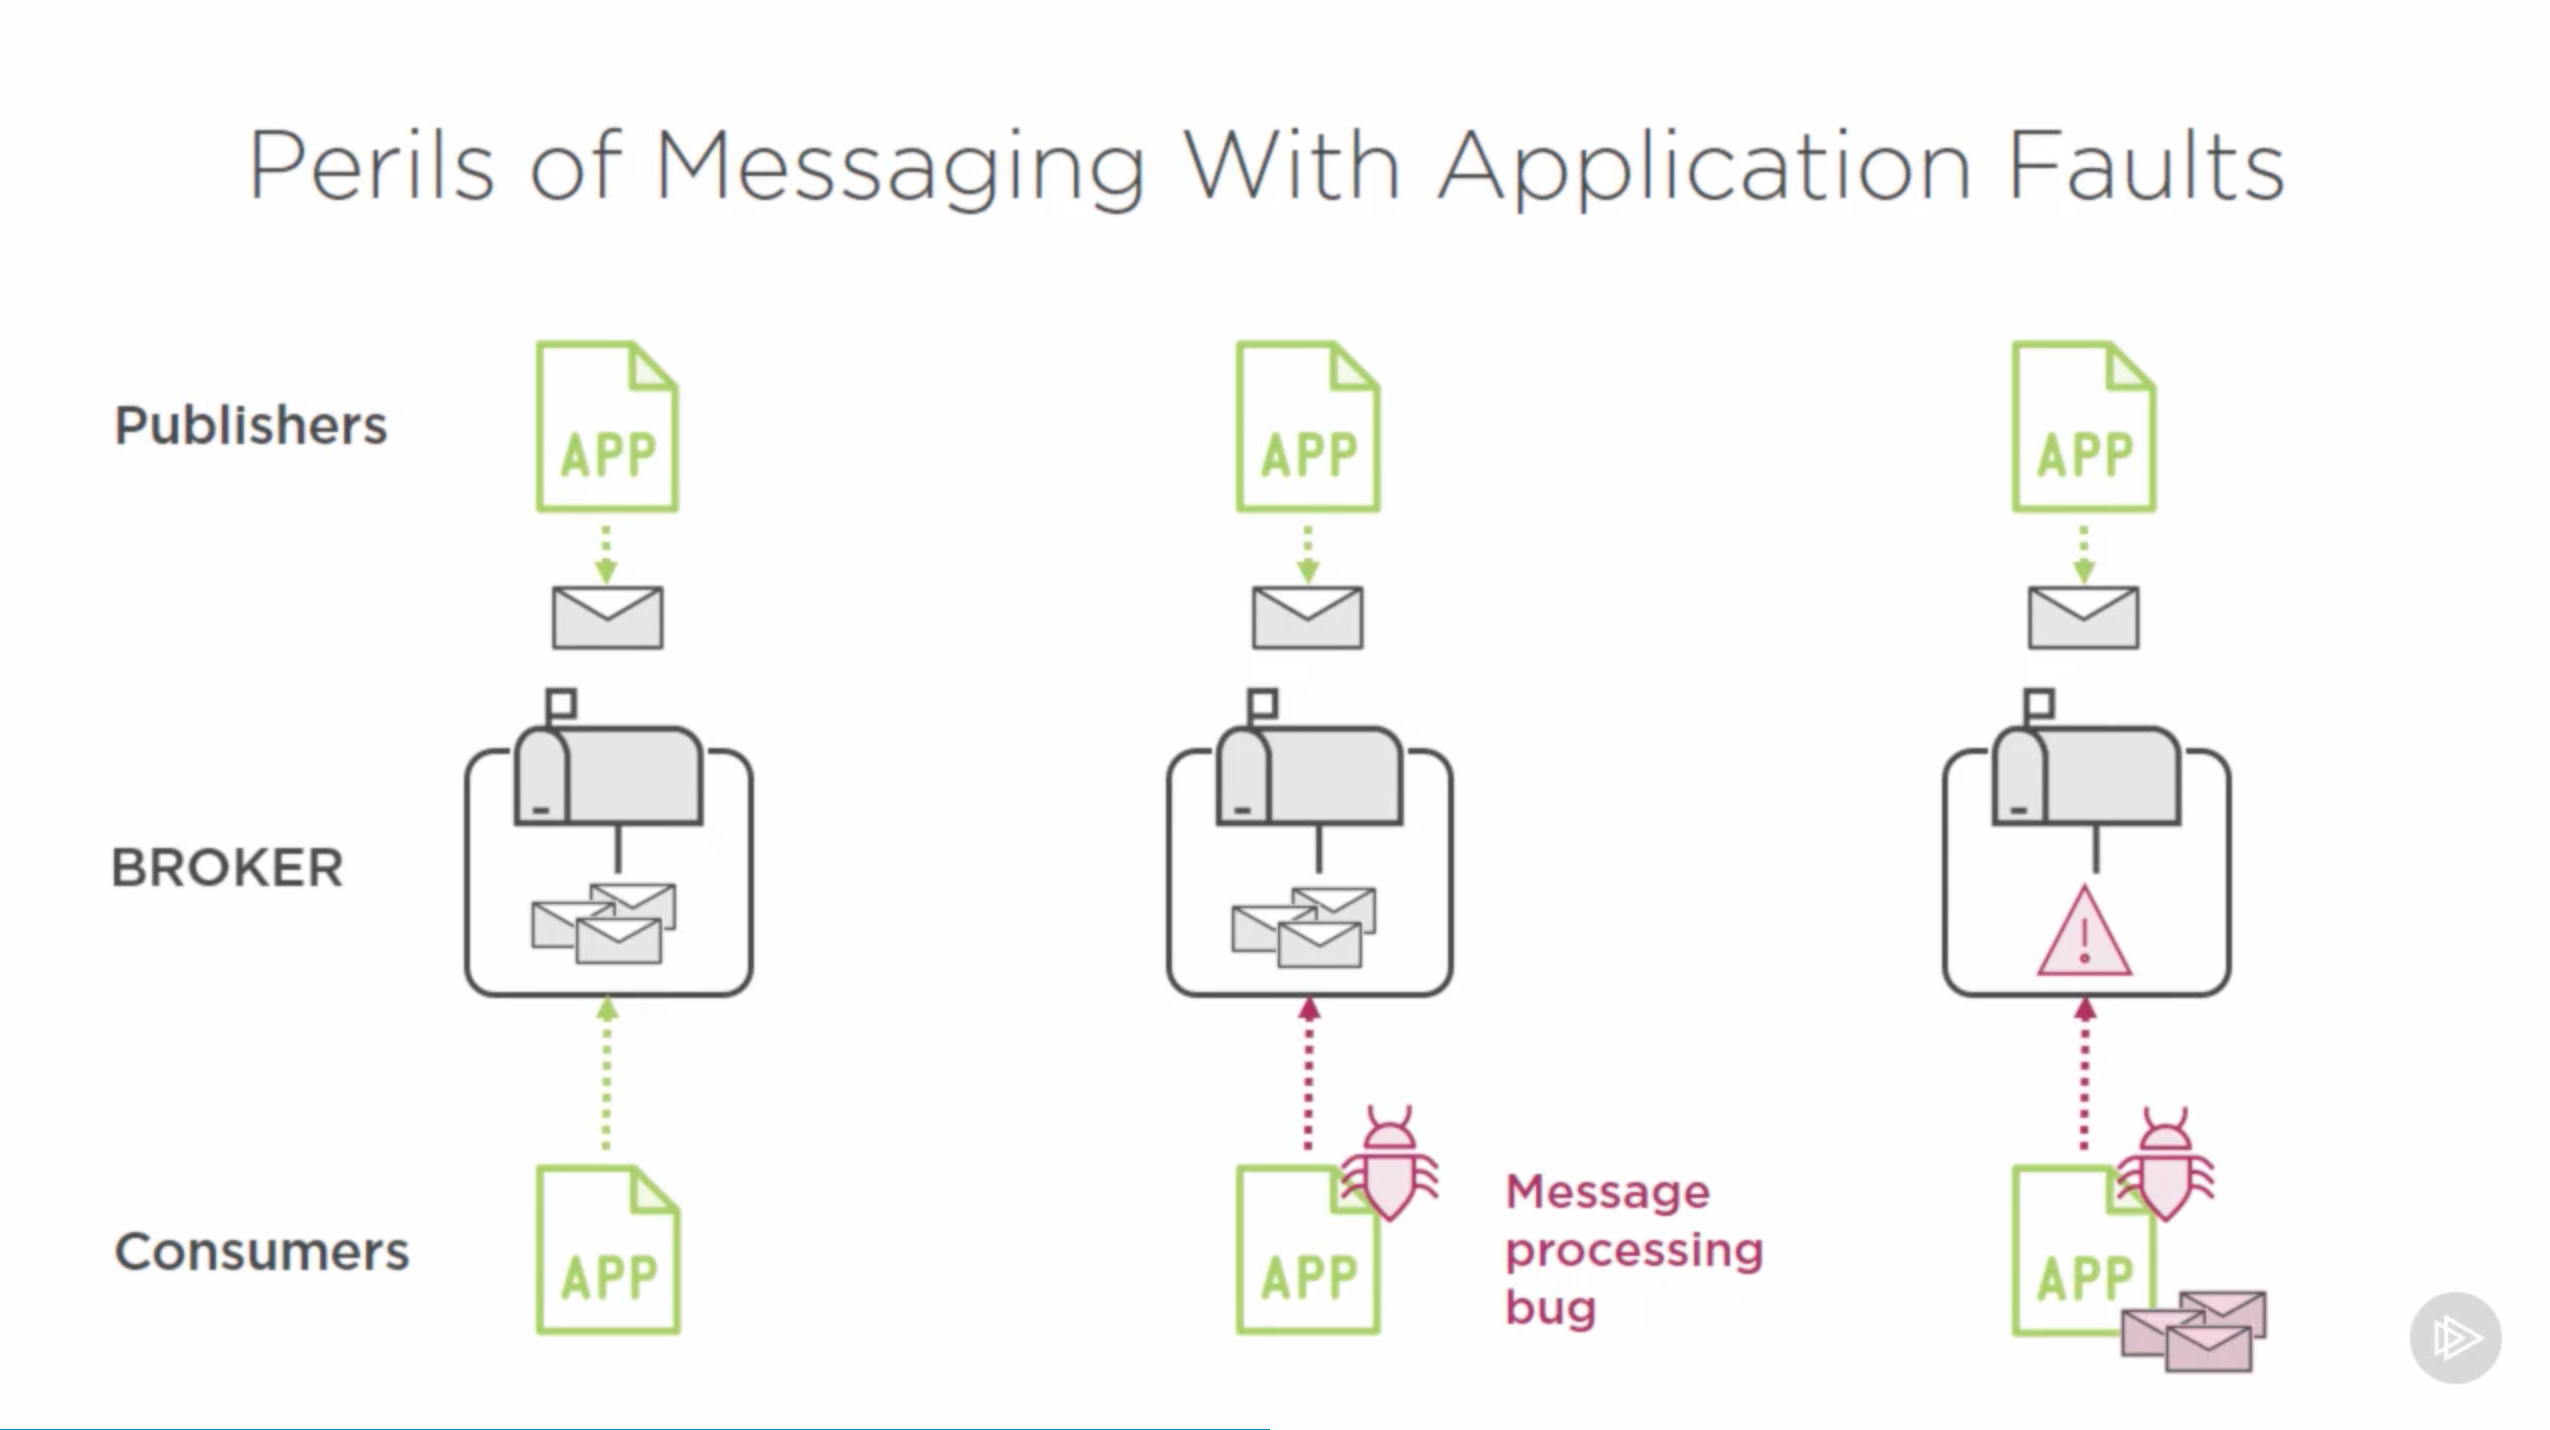 Perils of Messaging With Application Faults
Publishers
APP
APP
APP
BROKER
Consumers
APP
APP
Message
processing
bug
APP